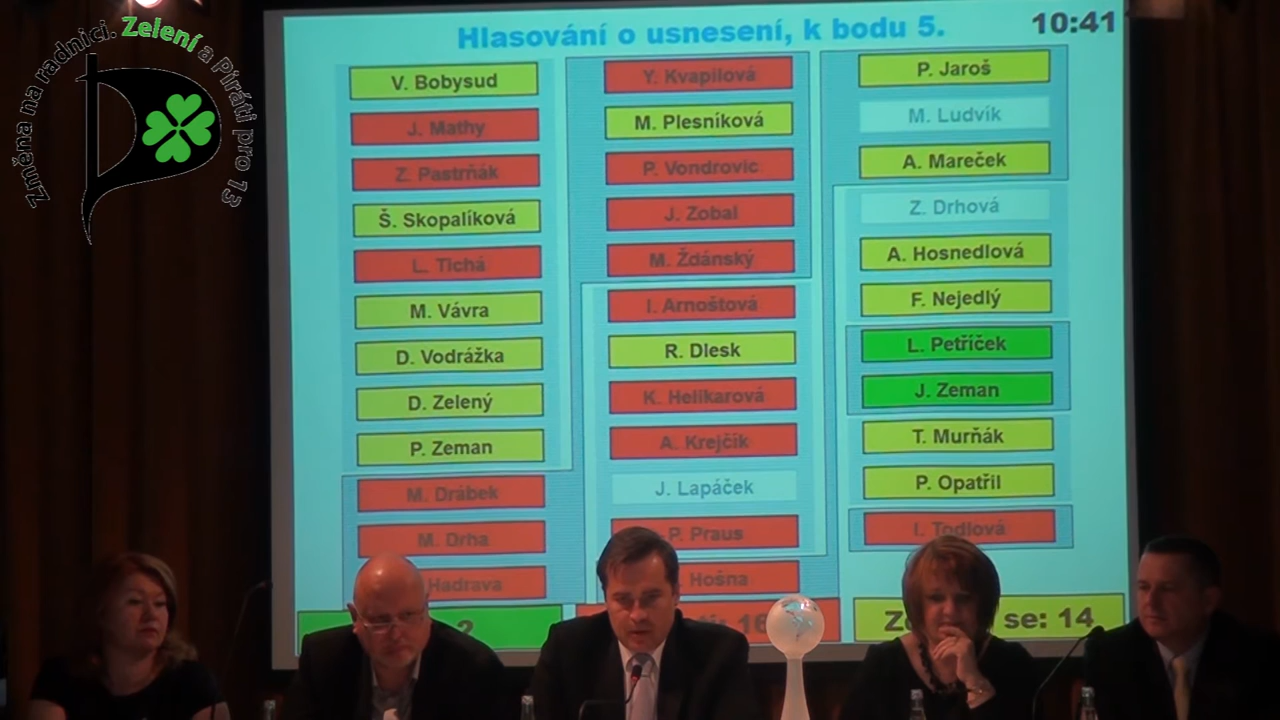 Změna na radnici. Zelení a Piráti pro 13
Hlasování o usnesení, k bodu 5.
10:41
V. Bobysud
J. Mathy
Z. Pastrňák
Š. Skopalíková
L. Tichá
M. Vávra
D. Vodrážka
D. Zelený
P. Zeman
M. Drábek
M. Drha
Hadrava
Y. Kvapilová
M. Plesníková
P. Vondrovic
J. Zobal
M. Ždánský
I. Arnoštová
R. Dlesk
K. Helikarová
A. Krejčík
J. Lapáček
P. Praus
Hošna
P. Jaroš
M. Ludvík
A. Mareček
Z. Drhová
A. Hosnedlová
F. Nejedlý
L. Petříček
J. Zeman
T. Murňák
P. Opatřil
I. Todlová
2
se: 14